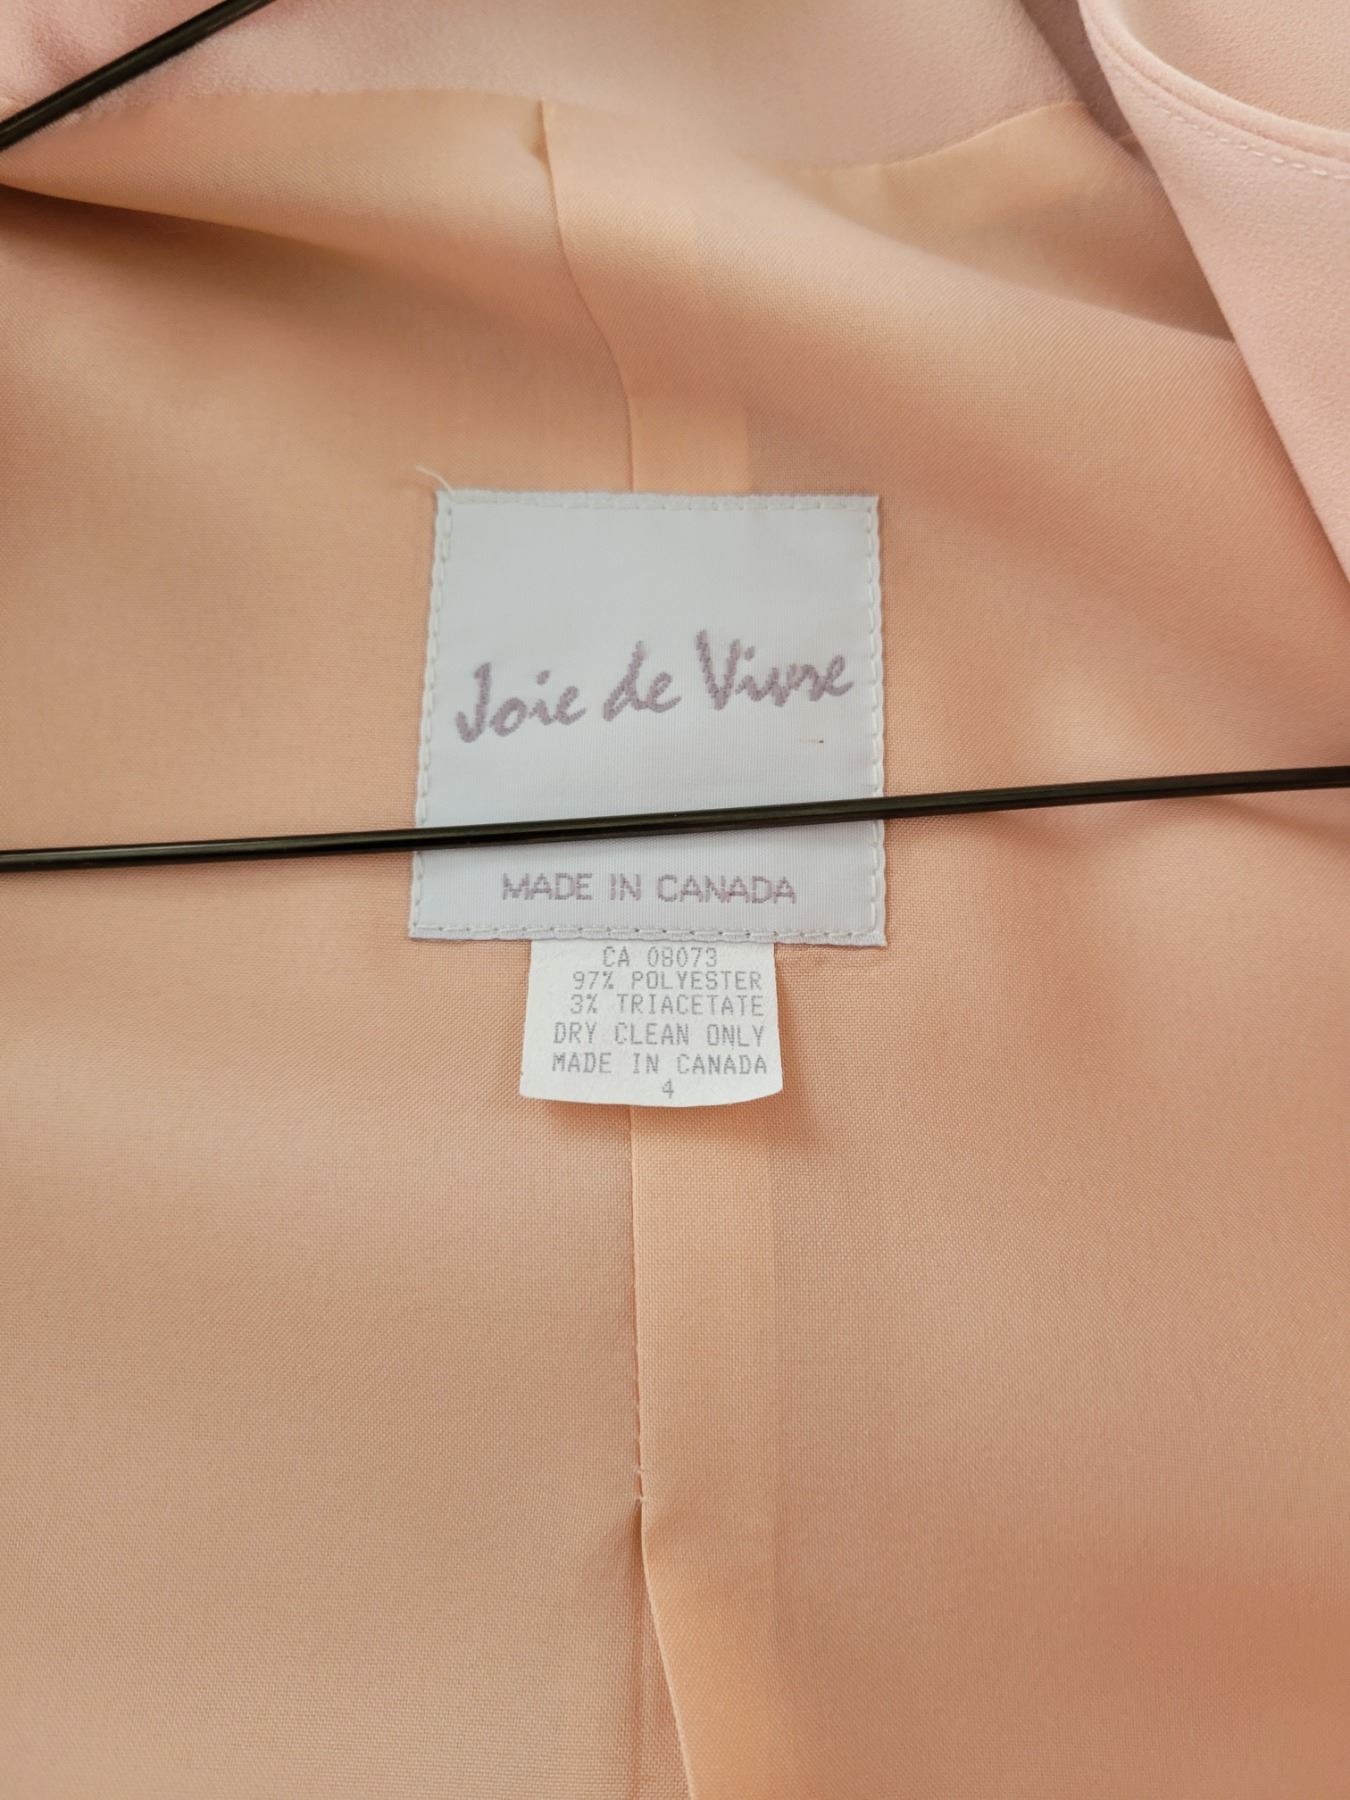 Joie de Vivre
MADE IN CANADA
CA 08073
97% POLYESTER
3% TRIACETATE
DRY CLEAN ONLY
MADE IN CANADA
4